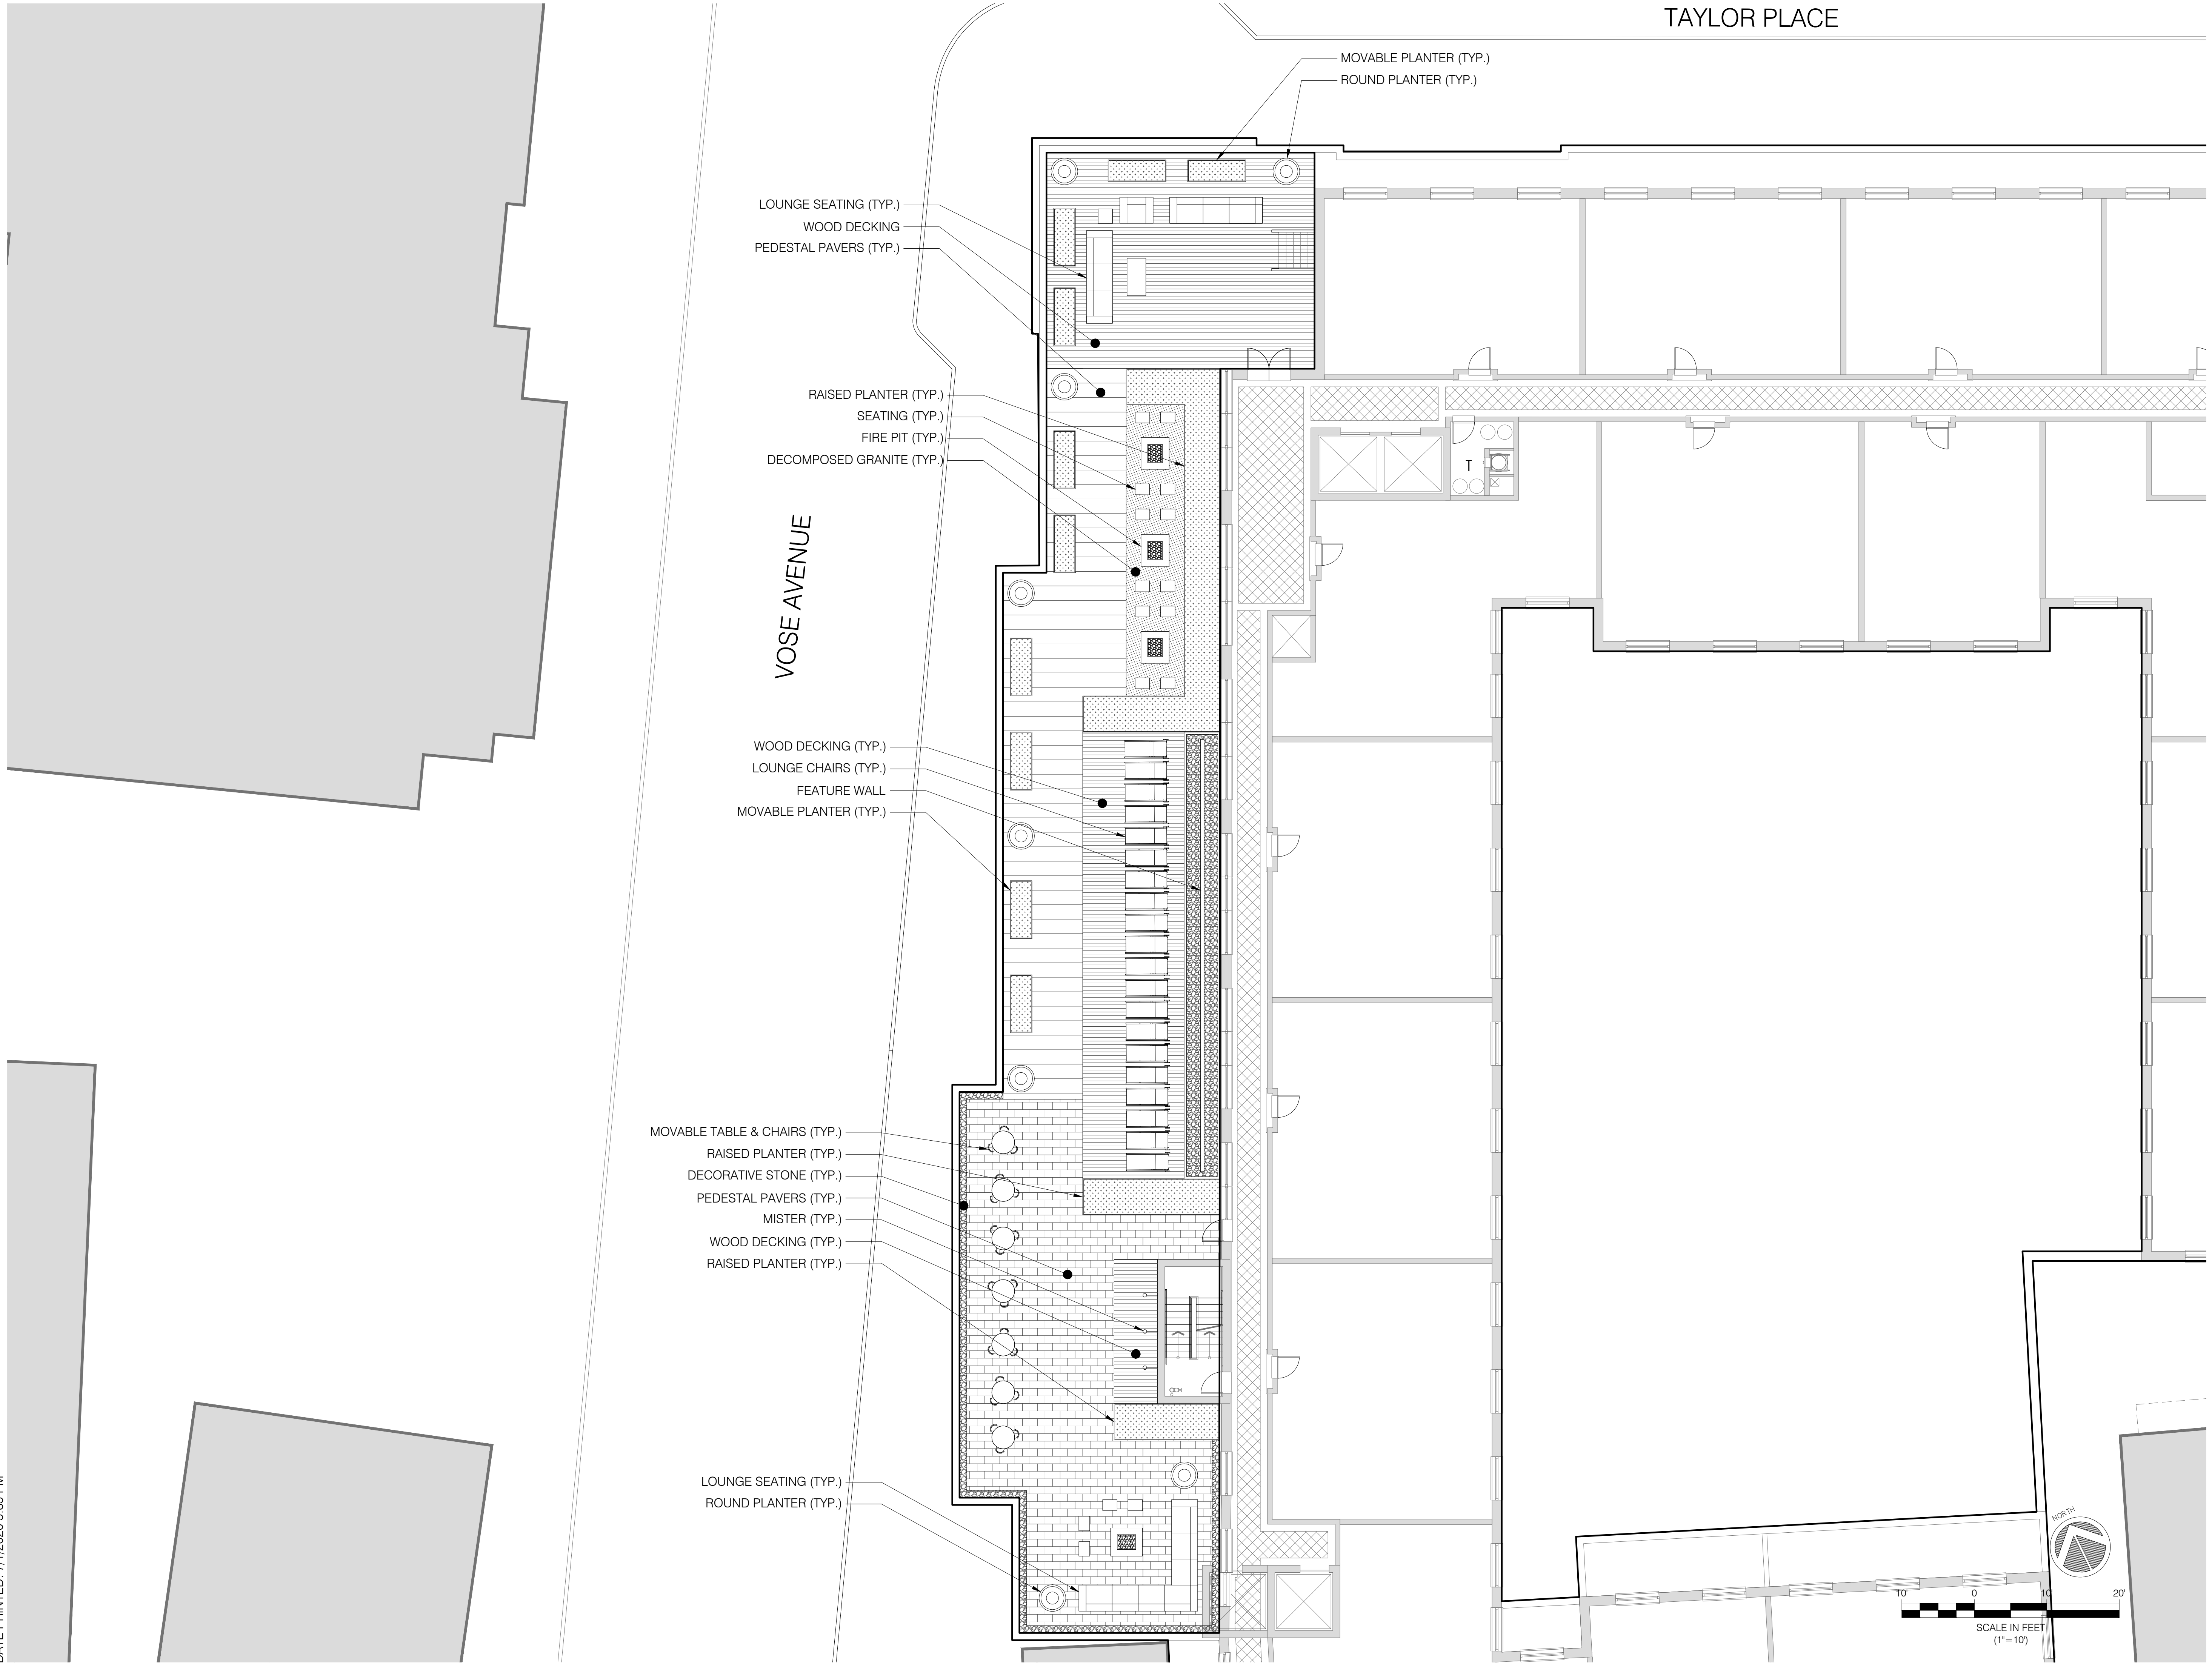 TAYLOR PLACE
MOVABLE PLANTER (TYP.)
ROUND PLANTER (TYP.)
LOUNGE SEATING (TYP.)
WOOD DECKING
PEDESTAL PAVERS (TYP.)
RAISED PLANTER (TYP.)
SEATING (TYP.)
FIRE PIT (TYP.)
DECOMPOSED GRANITE (TYP.)
T
VOSE AVENUE
WOOD DECKING (TYP.)
LOUNGE CHAIRS (TYP.)
FEATURE WALL
MOVABLE PLANTER (TYP.)
MOVABLE TABLE & CHAIRS (TYP.)
RAISED PLANTER (TYP.)
DECORATIVE STONE (TYP.)
PEDESTAL PAVERS (TYP.)
MISTER (TYP.)
WOOD DECKING (TYP.)
RAISED PLANTER (TYP.)
LOUNGE SEATING (TYP.)
ROUND PLANTER (TYP.)
NORTH
10' 0 10' 20'
SCALE IN FEET
(1"=10')